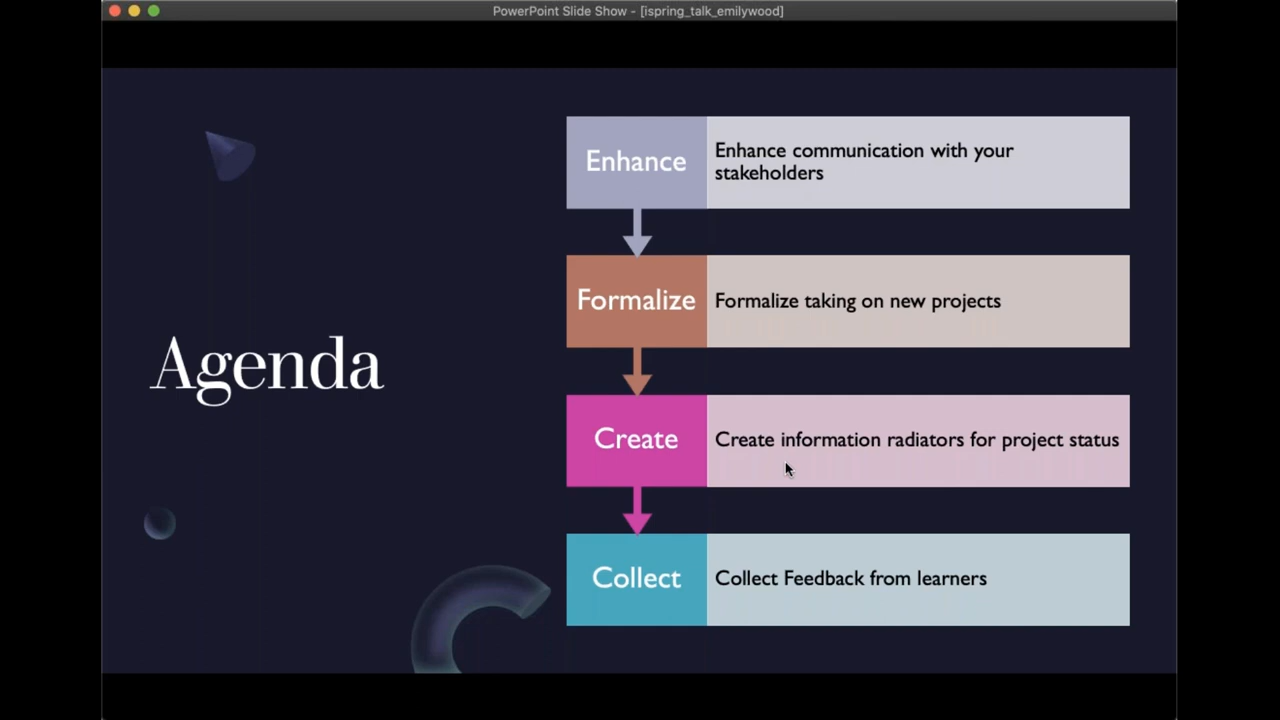 PowerPoint Slide Show - [ispring_talk_emilywood]
Agenda
Enhance
Enhance communication with your
stakeholders
Formalize
Formalize taking on new projects
Create
Create information radiators for project status
Collect
Collect Feedback from learners